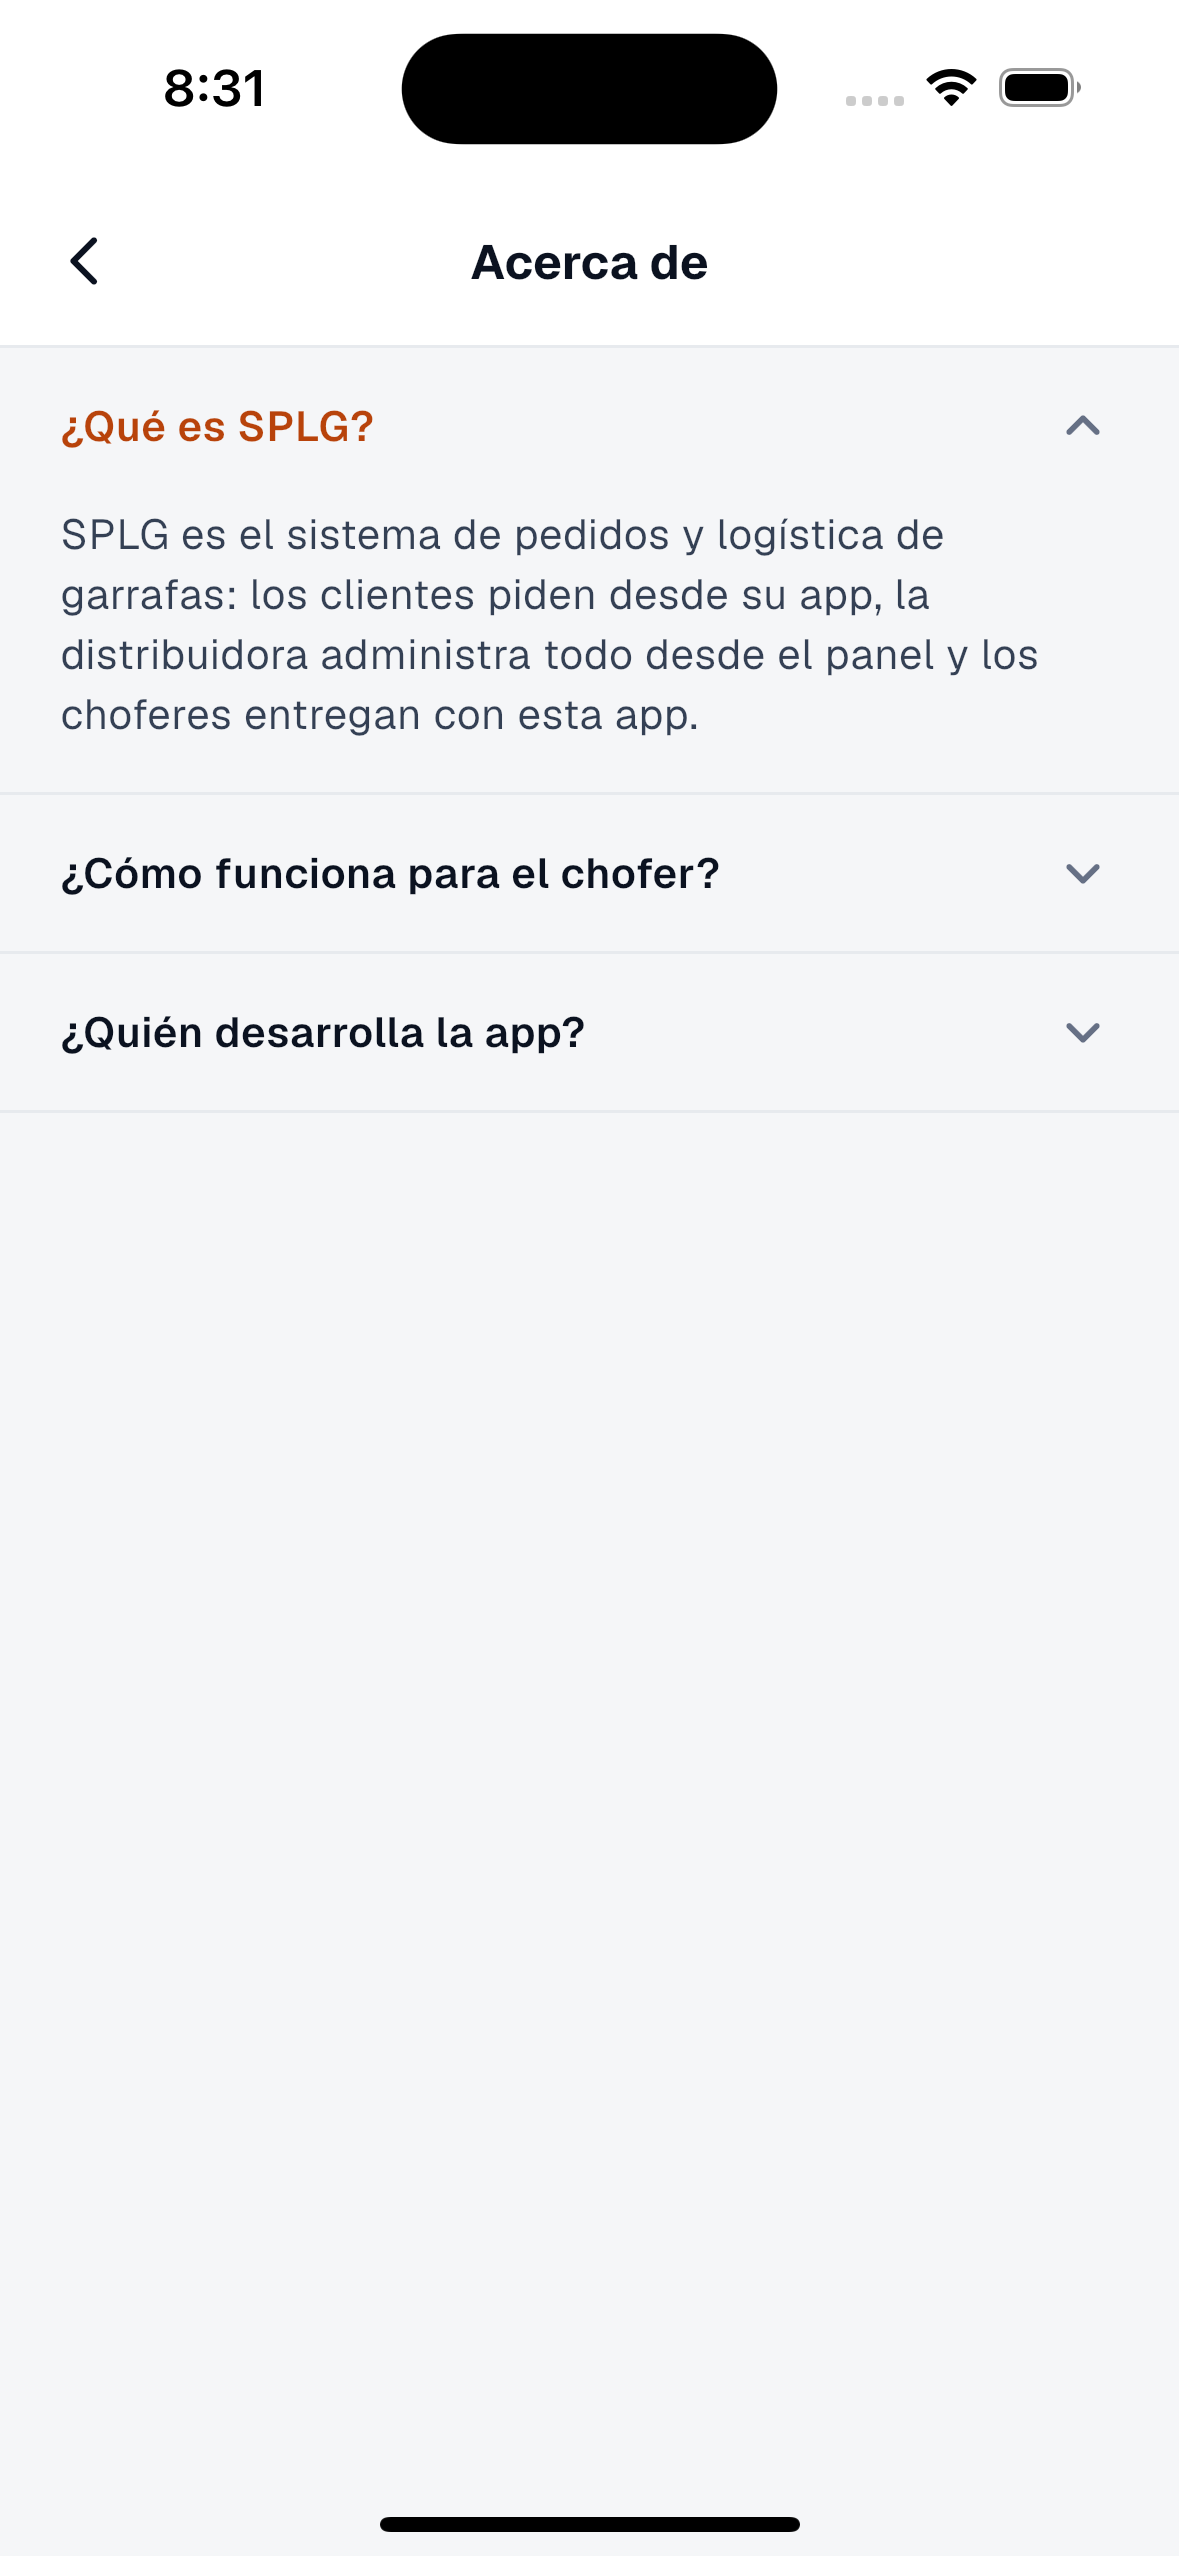 8:31
Acerca de
¿Qué es SPLG?
SPLG es el sistema de pedidos y logística de
garrafas: los clientes piden desde su app, la
distribuidora administra todo desde el panel y los
choferes entregan con esta app.
¿Cómo funciona para el chofer?
¿Quién desarrolla la app?